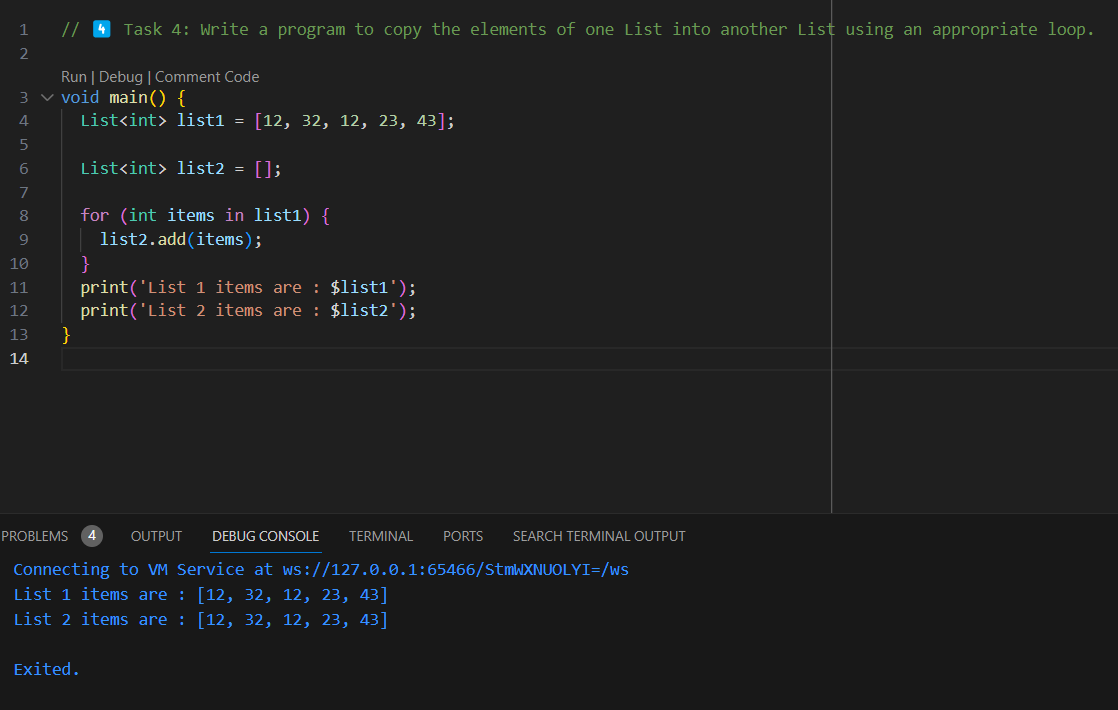 1 // ⚡ Task 4: Write a program to copy the elements of one List into another List using an appropriate loop.
2
Run | Debug | Comment Code
3 void main() {
4 List<int> list1 = [12, 32, 12, 23, 43];
5
6 List<int> list2 = [];
7
8 for (int items in list1) {
9 list2.add(items);
10 }
11 print('List 1 items are : $list1');
12 print('List 2 items are : $list2');
13 }
14
PROBLEMS 4 OUTPUT DEBUG CONSOLE TERMINAL PORTS SEARCH TERMINAL OUTPUT
Connecting to VM Service at ws://127.0.0.1:65466/StmWXNUOLYI=/ws
List 1 items are : [12, 32, 12, 23, 43]
List 2 items are : [12, 32, 12, 23, 43]
Exited.